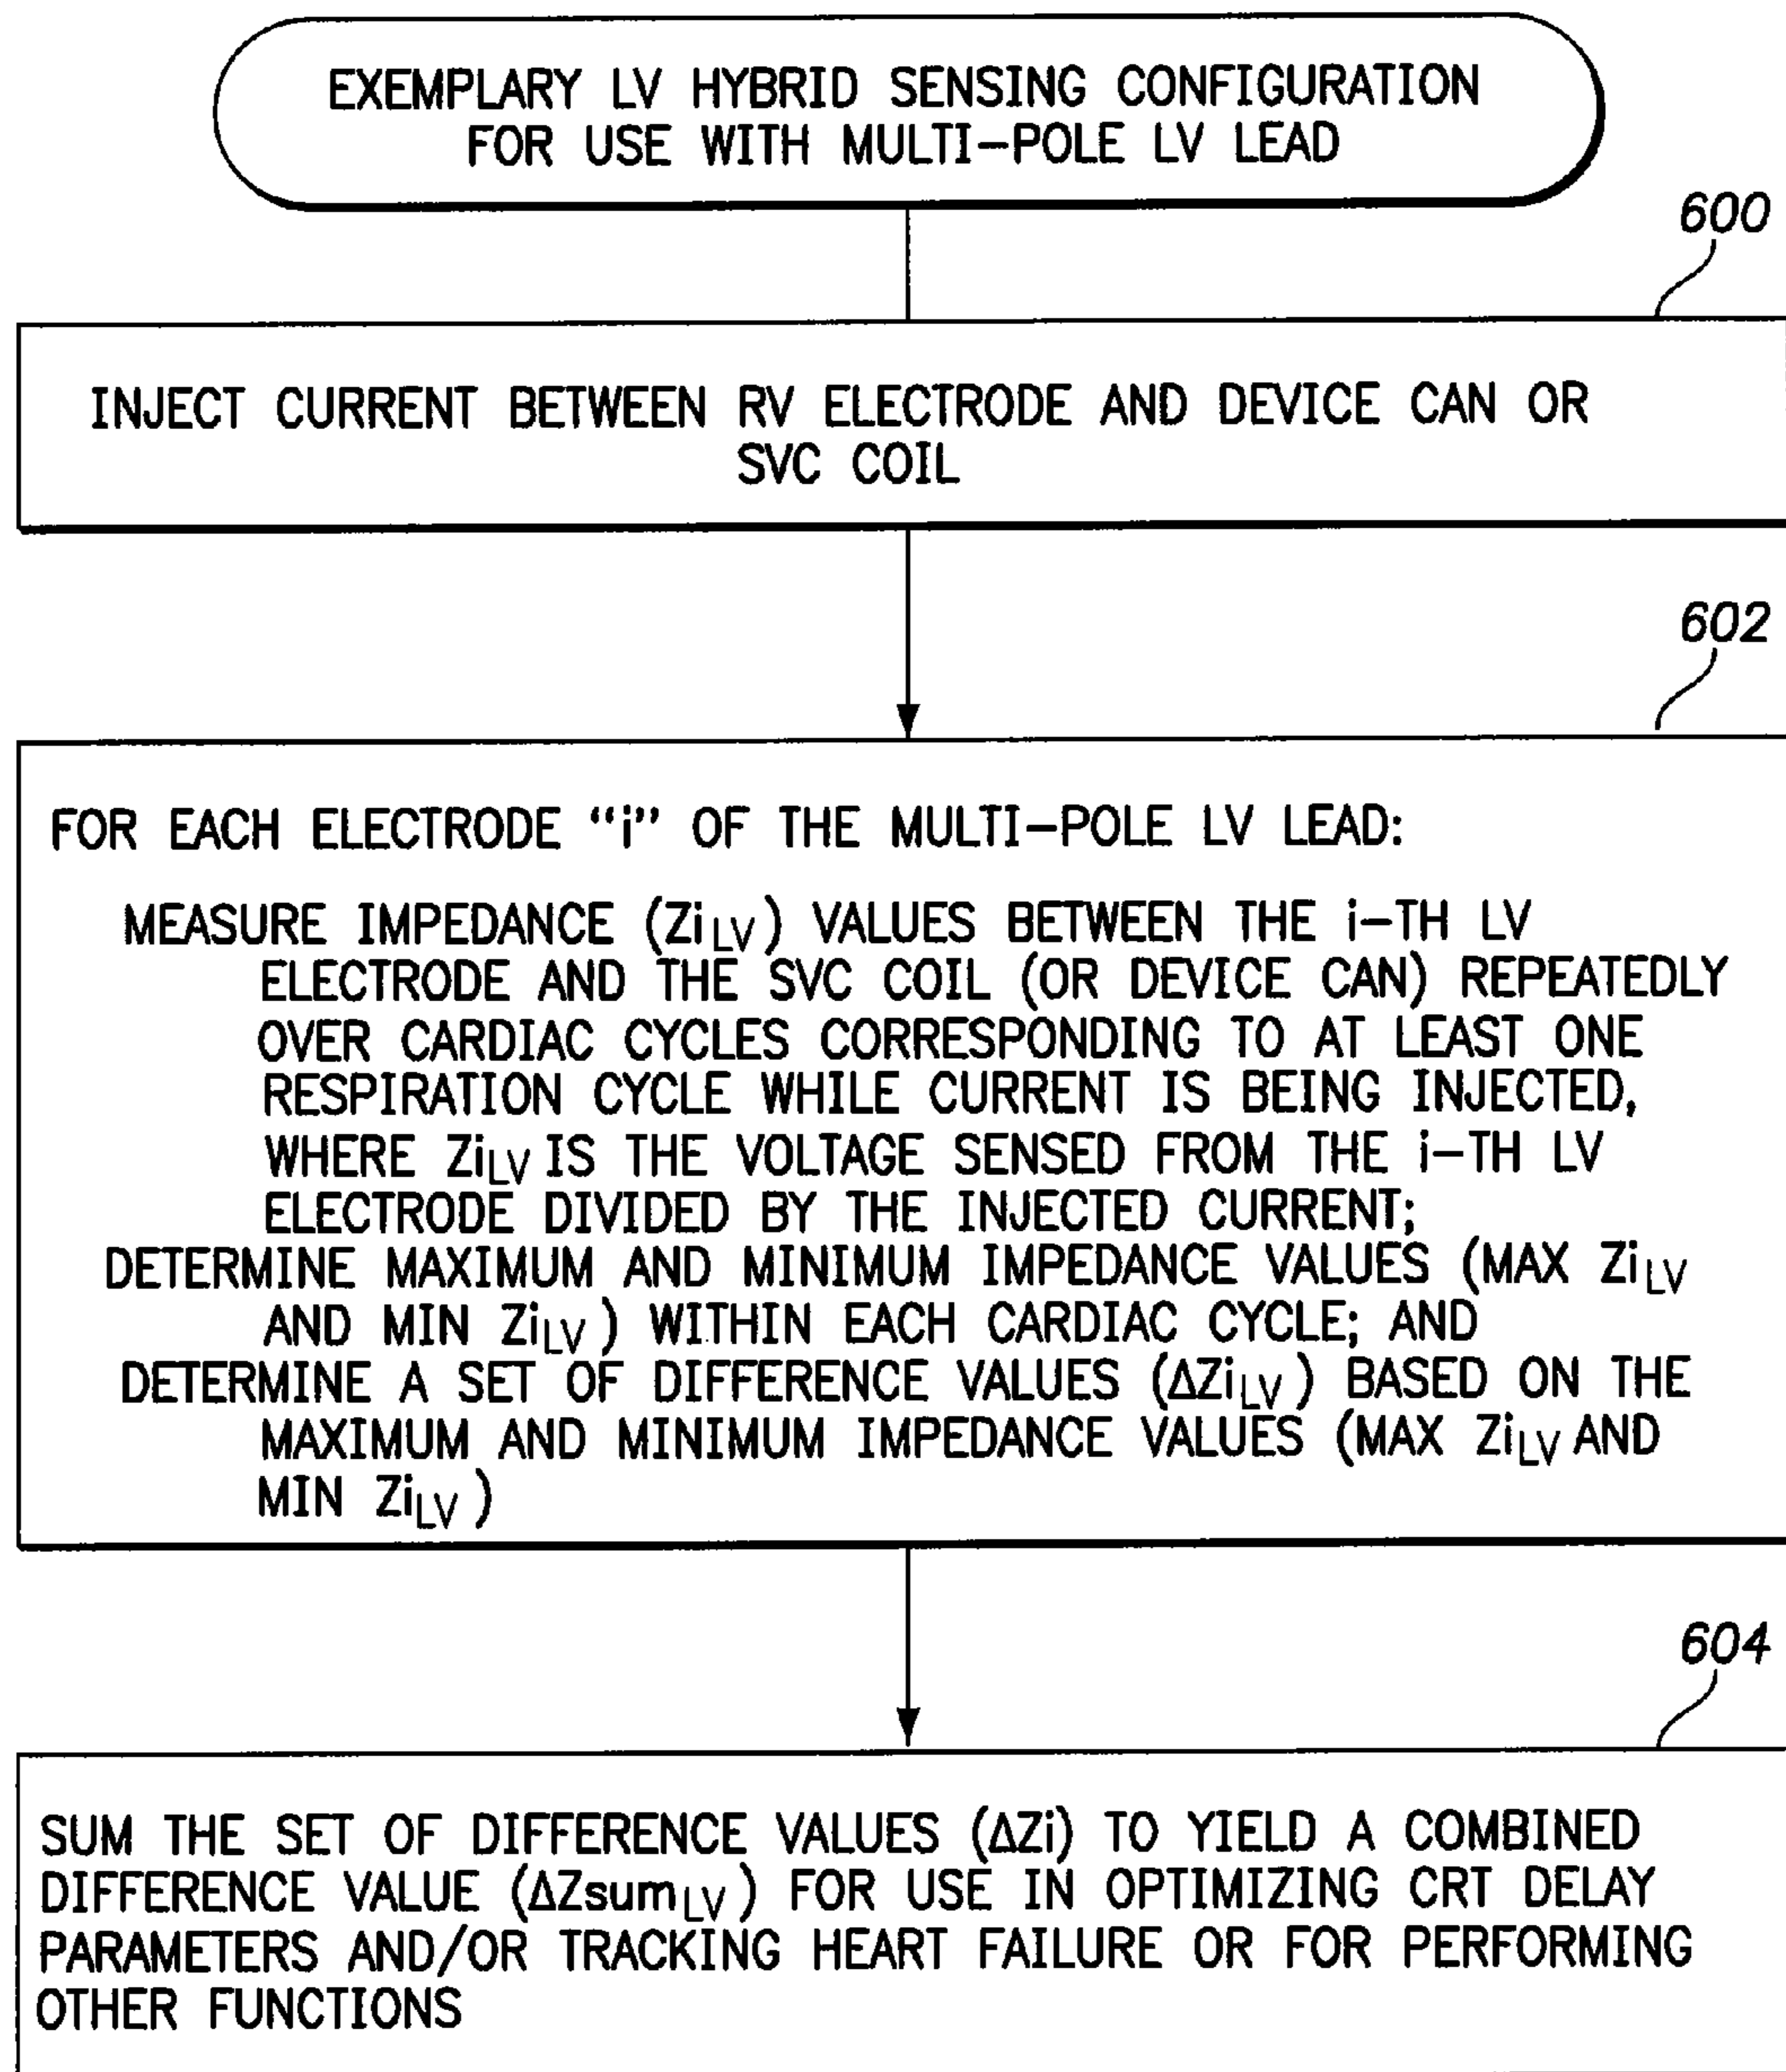 EXEMPLARY LV HYBRID SENSING CONFIGURATION
FOR USE WITH MULTI-POLE LV LEAD
600
INJECT CURRENT BETWEEN RV ELECTRODE AND DEVICE CAN OR
SVC COIL
602
FOR EACH ELECTRODE “i” OF THE MULTI-POLE LV LEAD:
MEASURE IMPEDANCE (ZiLV) VALUES BETWEEN THE i-TH LV
ELECTRODE AND THE SVC COIL (OR DEVICE CAN) REPEATEDLY
OVER CARDIAC CYCLES CORRESPONDING TO AT LEAST ONE
RESPIRATION CYCLE WHILE CURRENT IS BEING INJECTED,
WHERE ZiLV IS THE VOLTAGE SENSED FROM THE i-TH LV
ELECTRODE DIVIDED BY THE INJECTED CURRENT;
DETERMINE MAXIMUM AND MINIMUM IMPEDANCE VALUES (MAX ZiLV
AND MIN ZiLV) WITHIN EACH CARDIAC CYCLE; AND
DETERMINE A SET OF DIFFERENCE VALUES (ΔZiLV) BASED ON THE
MAXIMUM AND MINIMUM IMPEDANCE VALUES (MAX ZiLV AND
MIN ZiLV)
604
SUM THE SET OF DIFFERENCE VALUES (ΔZi) TO YIELD A COMBINED
DIFFERENCE VALUE (ΔZsumLV) FOR USE IN OPTIMIZING CRT DELAY
PARAMETERS AND/OR TRACKING HEART FAILURE OR FOR PERFORMING
OTHER FUNCTIONS